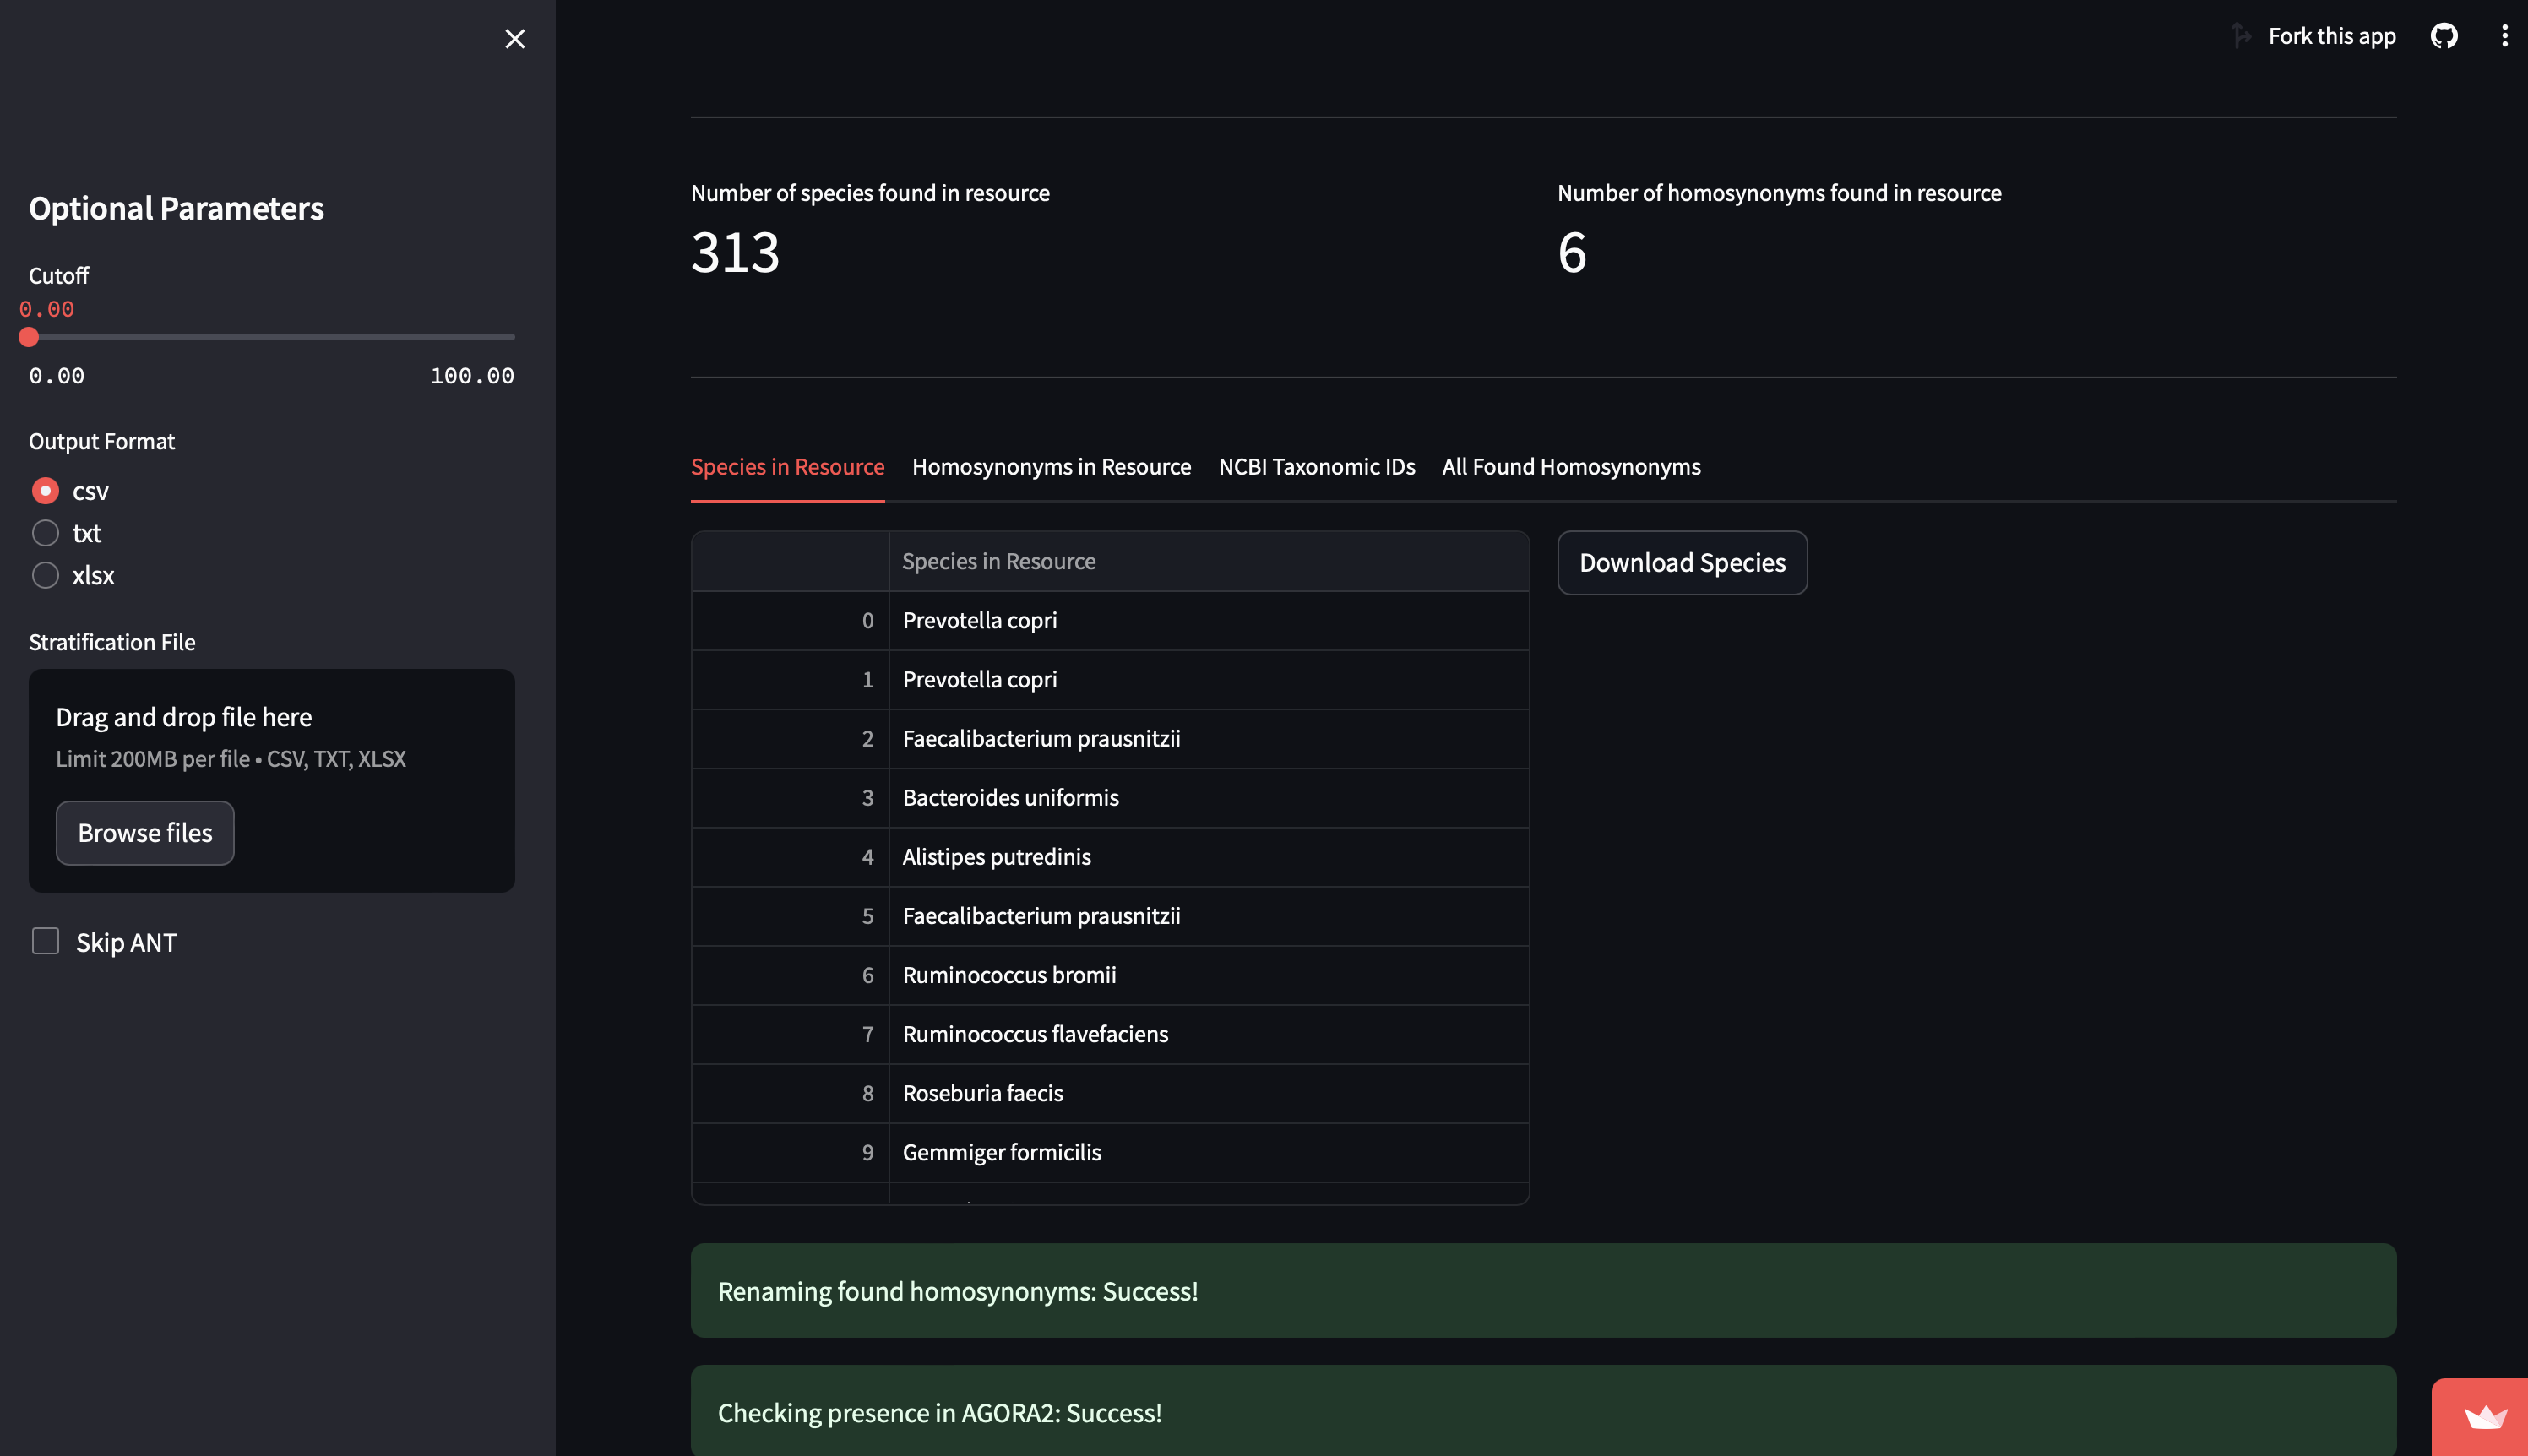 Fork this app
Optional Parameters
Cutoff
0.00
0.00 100.00
Output Format
csv
txt
xlsx
Stratification File
Drag and drop file here
Limit 200MB per file • CSV, TXT, XLSX
Browse files
Skip ANT
Number of species found in resource
313
Number of homosynonyms found in resource
6
Species in Resource Homosynonyms in Resource NCBI Taxonomic IDs All Found Homosynonyms
Species in Resource
0 Prevotella copri
1 Prevotella copri
2 Faecalibacterium prausnitzii
3 Bacteroides uniformis
4 Alistipes putredinis
5 Faecalibacterium prausnitzii
6 Ruminococcus bromii
7 Ruminococcus flavefaciens
8 Roseburia faecis
9 Gemmiger formicilis
Download Species
Renaming found homosynonyms: Success!
Checking presence in AGORA2: Success!